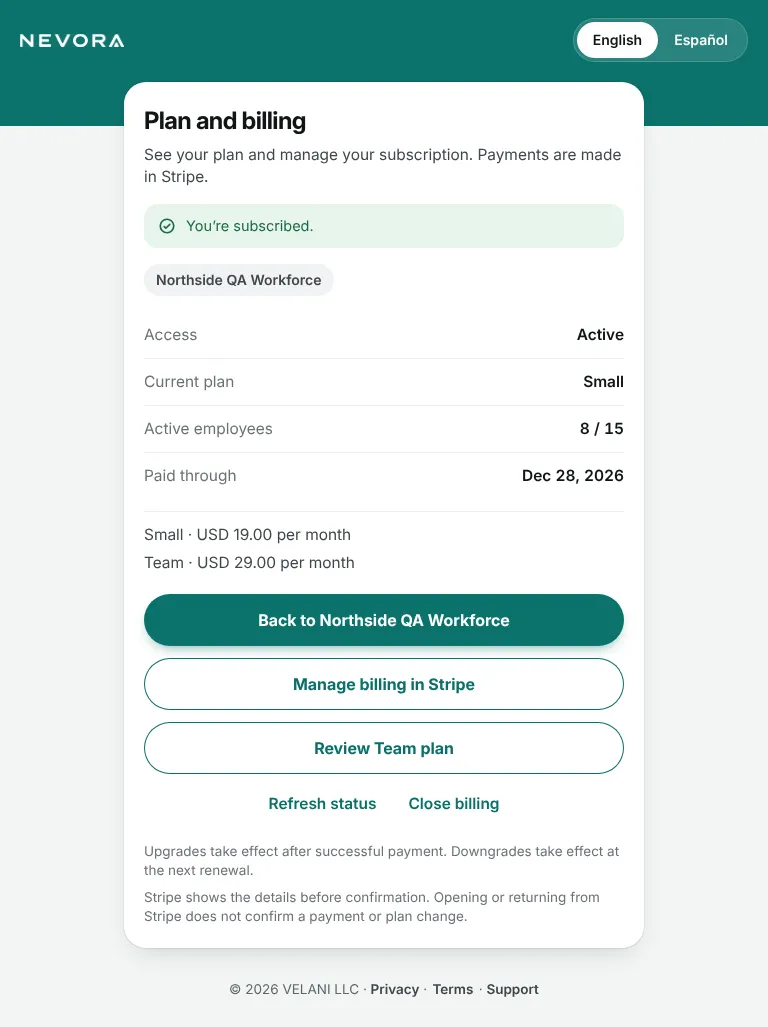 NEVORA
English
Español
Plan and billing
See your plan and manage your subscription. Payments are made
in Stripe.
You’re subscribed.
Northside QA Workforce
Access
Active
Current plan
Small
Active employees
8 / 15
Paid through
Dec 28, 2026
Small · USD 19.00 per month
Team · USD 29.00 per month
Back to Northside QA Workforce
Manage billing in Stripe
Review Team plan
Refresh status
Close billing
Upgrades take effect after successful payment. Downgrades take effect at
the next renewal.
Stripe shows the details before confirmation. Opening or returning from
Stripe does not confirm a payment or plan change.
© 2026 VELANI LLC · Privacy · Terms · Support